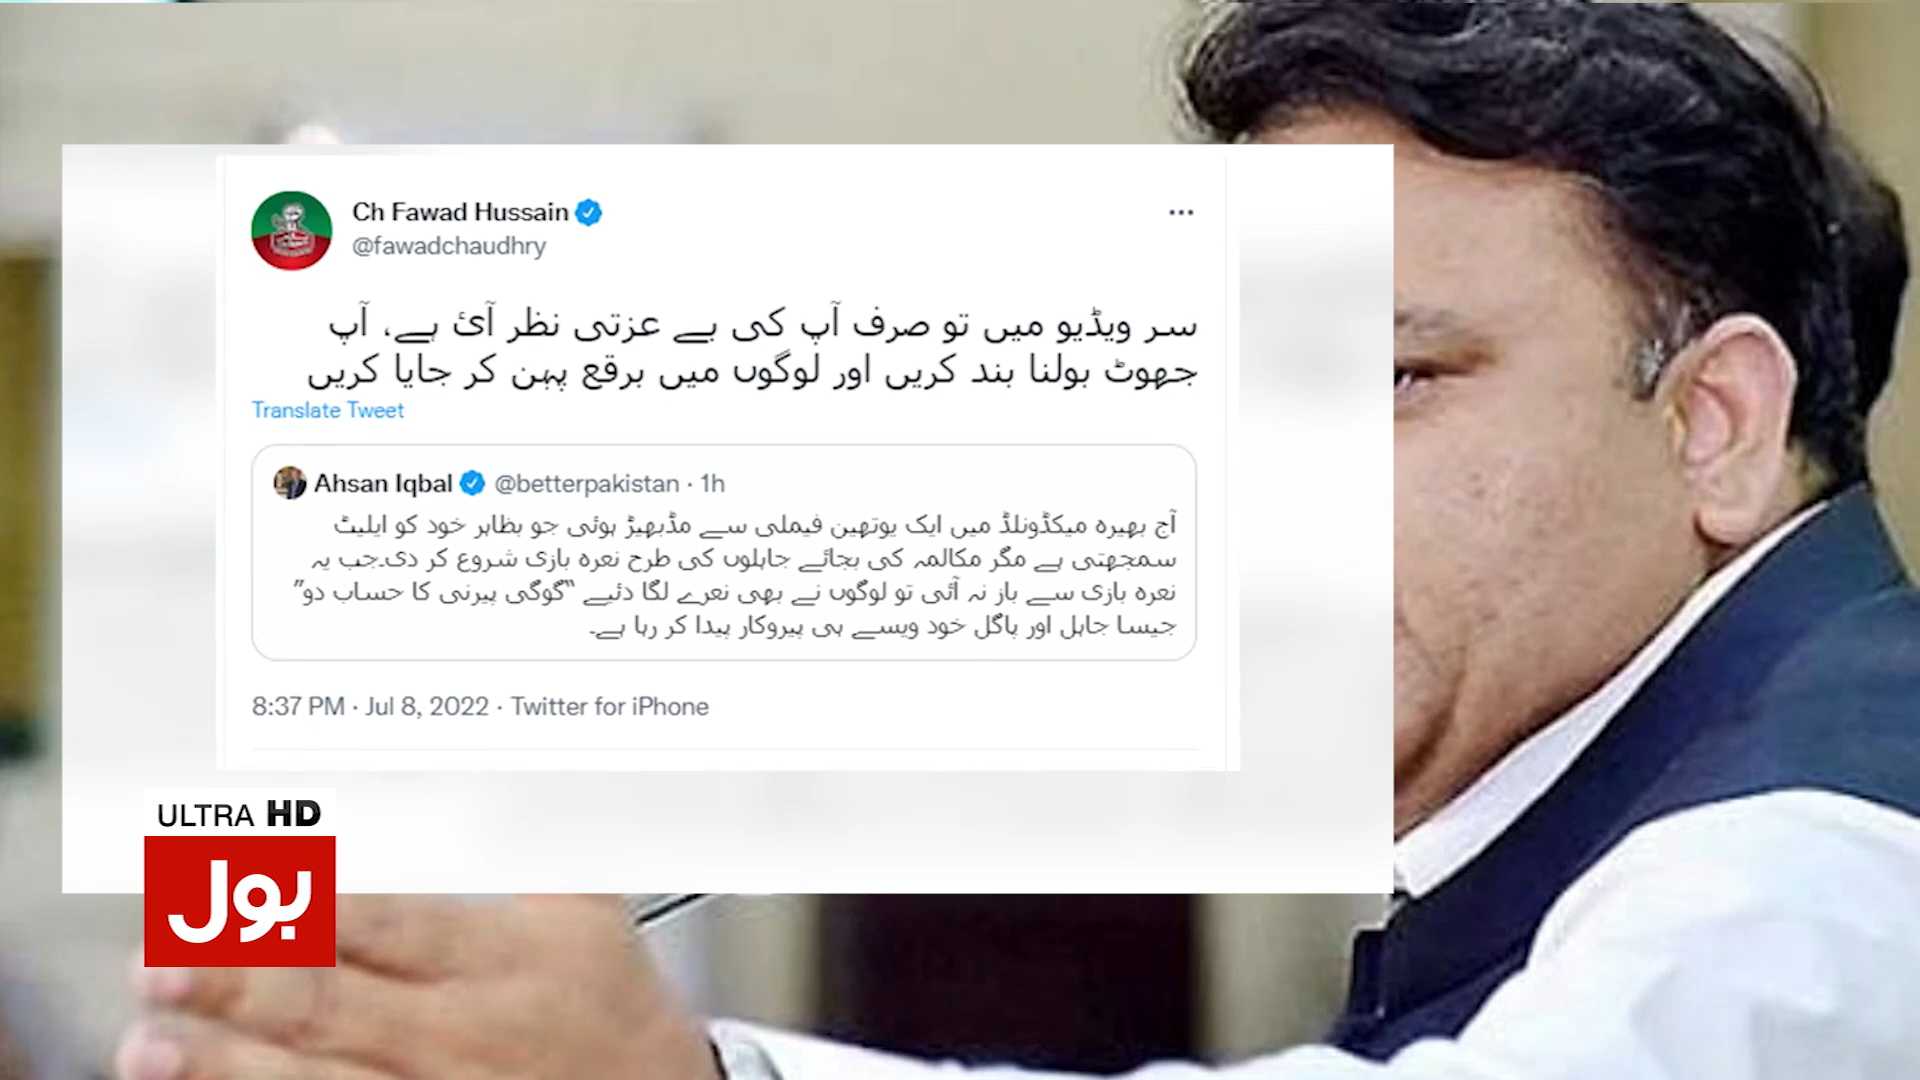 Ch Fawad Hussain
@fawadchaudhry
سر ویڈیو میں تو صرف آپ کی بے عزتی نظر آئ ہے، آپ
جھوٹ بولنا بند کریں اور لوگوں میں برقع پہن کر جایا کریں
Translate Tweet
Ahsan Iqbal @betterpakistan · 1h
آج بھیرہ میکڈونلڈ میں ایک یوتھین فیملی سے مڈبھیڑ ہوئی جو بظاہر خود کو ایلیٹ
سمجھتی ہے مگر مکالمہ کی بجائے جاہلوں کی طرح نعرہ بازی شروع کر دی۔جب یہ
نعرہ بازی سے باز نہ آئی تو لوگوں نے بھی نعرے لگا دئیے “گوگی پیرنی کا حساب دو”
جیسا جاہل اور پاگل خود ویسے ہی پیروکار پیدا کر رہا ہے۔
8:37 PM · Jul 8, 2022 · Twitter for iPhone
ULTRA HD
بول